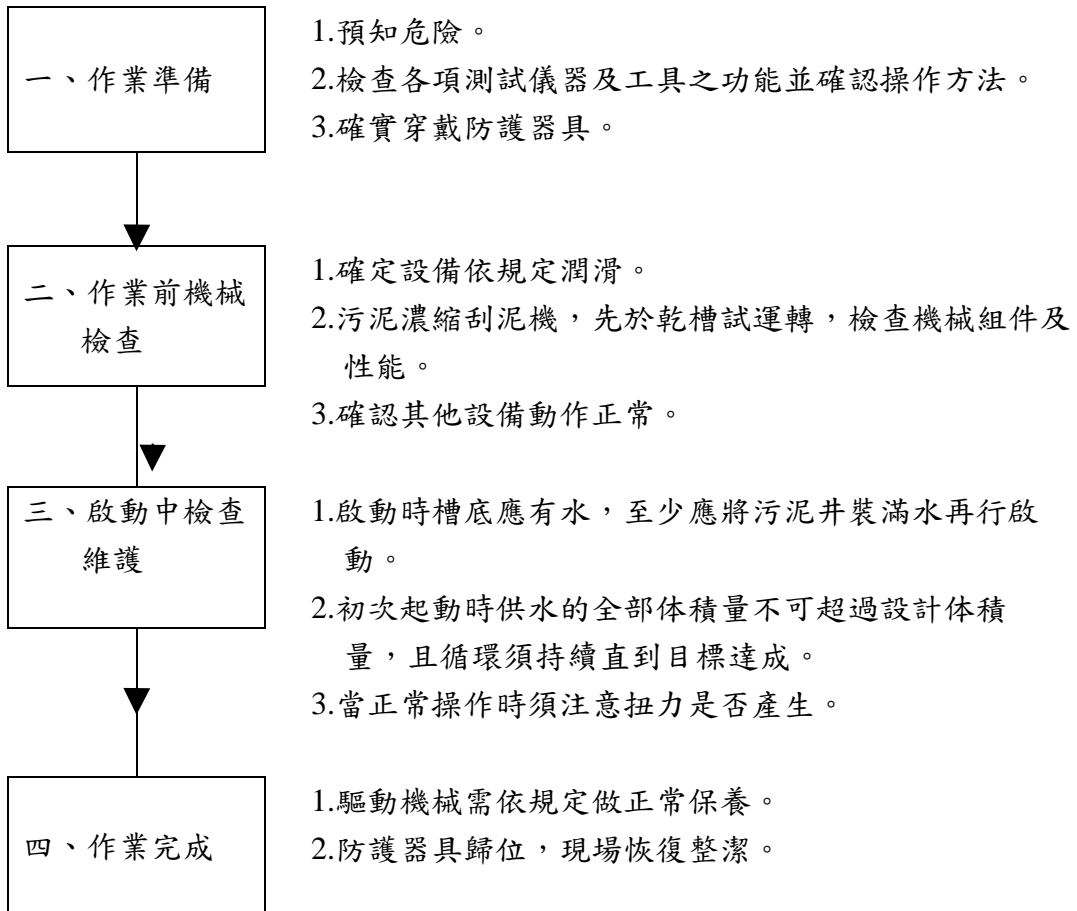 一、作業準備
1.預知危險。
2.檢查各項測試儀器及工具之功能並確認操作方法。
3.確實穿戴防護器具。
二、作業前機械
檢查
1.確定設備依規定潤滑。
2.污泥濃縮刮泥機，先於乾槽試運轉，檢查機械組件及
性能。
3.確認其他設備動作正常。
三、啟動中檢查
維護
1.啟動時槽底應有水，至少應將污泥井裝滿水再行啟
動。
2.初次起動時供水的全部体積量不可超過設計体積
量，且循環須持續直到目標達成。
3.當正常操作時須注意扭力是否產生。
四、作業完成
1.驅動機械需依規定做正常保養。
2.防護器具歸位，現場恢復整潔。